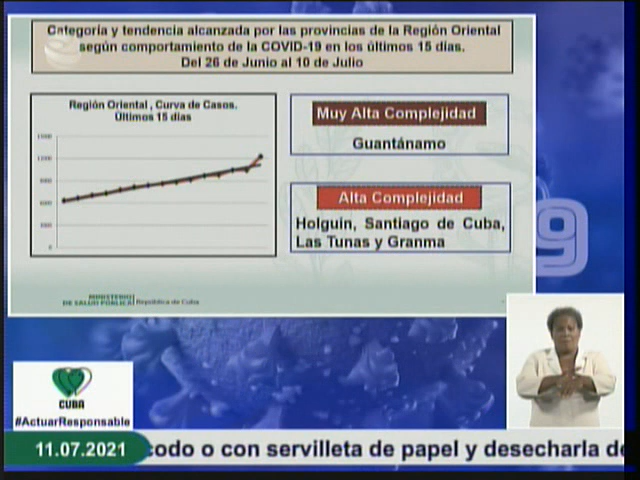 Categoría y tendencia alcanzada por las provincias de la Región Oriental
según comportamiento de la COVID-19 en los últimos 15 días.
Del 26 de Junio al 10 de Julio
Región Oriental , Curva de Casos.
Últimos 15 días
Muy Alta Complejidad
Guantánamo
Alta Complejidad
Holguin, Santiago de Cuba,
Las Tunas y Granma
9
MINISTERIO
DE SALUD PÚBLICA
República de Cuba
CUBA
#ActuarResponsable
11.07.2021
codo o con servilleta de papel y desecharla de